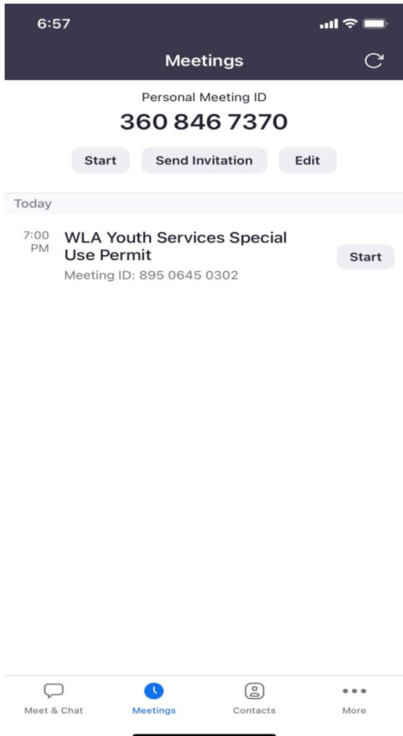 6:57
Meetings
Personal Meeting ID
360 846 7370
Start Send Invitation Edit
Today
7:00 PM
WLA Youth Services Special
Use Permit
Meeting ID: 895 0645 0302
Start
Meet & Chat Meetings Contacts More